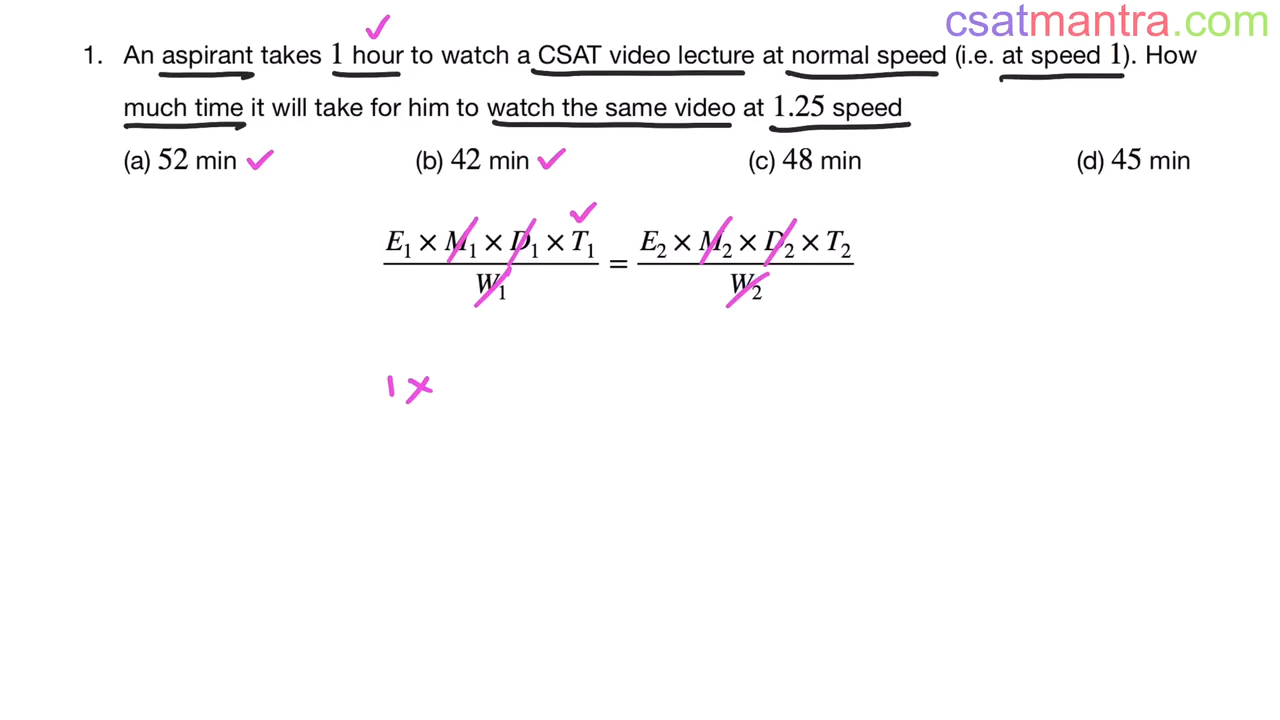 csatmantra.com
1. An aspirant takes 1 hour to watch a CSAT video lecture at normal speed (i.e. at speed 1). How
much time it will take for him to watch the same video at 1.25 speed
(a) 52 min ✓ (b) 42 min ✓ (c) 48 min (d) 45 min
E₁ × M₁ × D₁ × T₁ / W₁ = E₂ × M₂ × D₂ × T₂ / W₂
1 ×